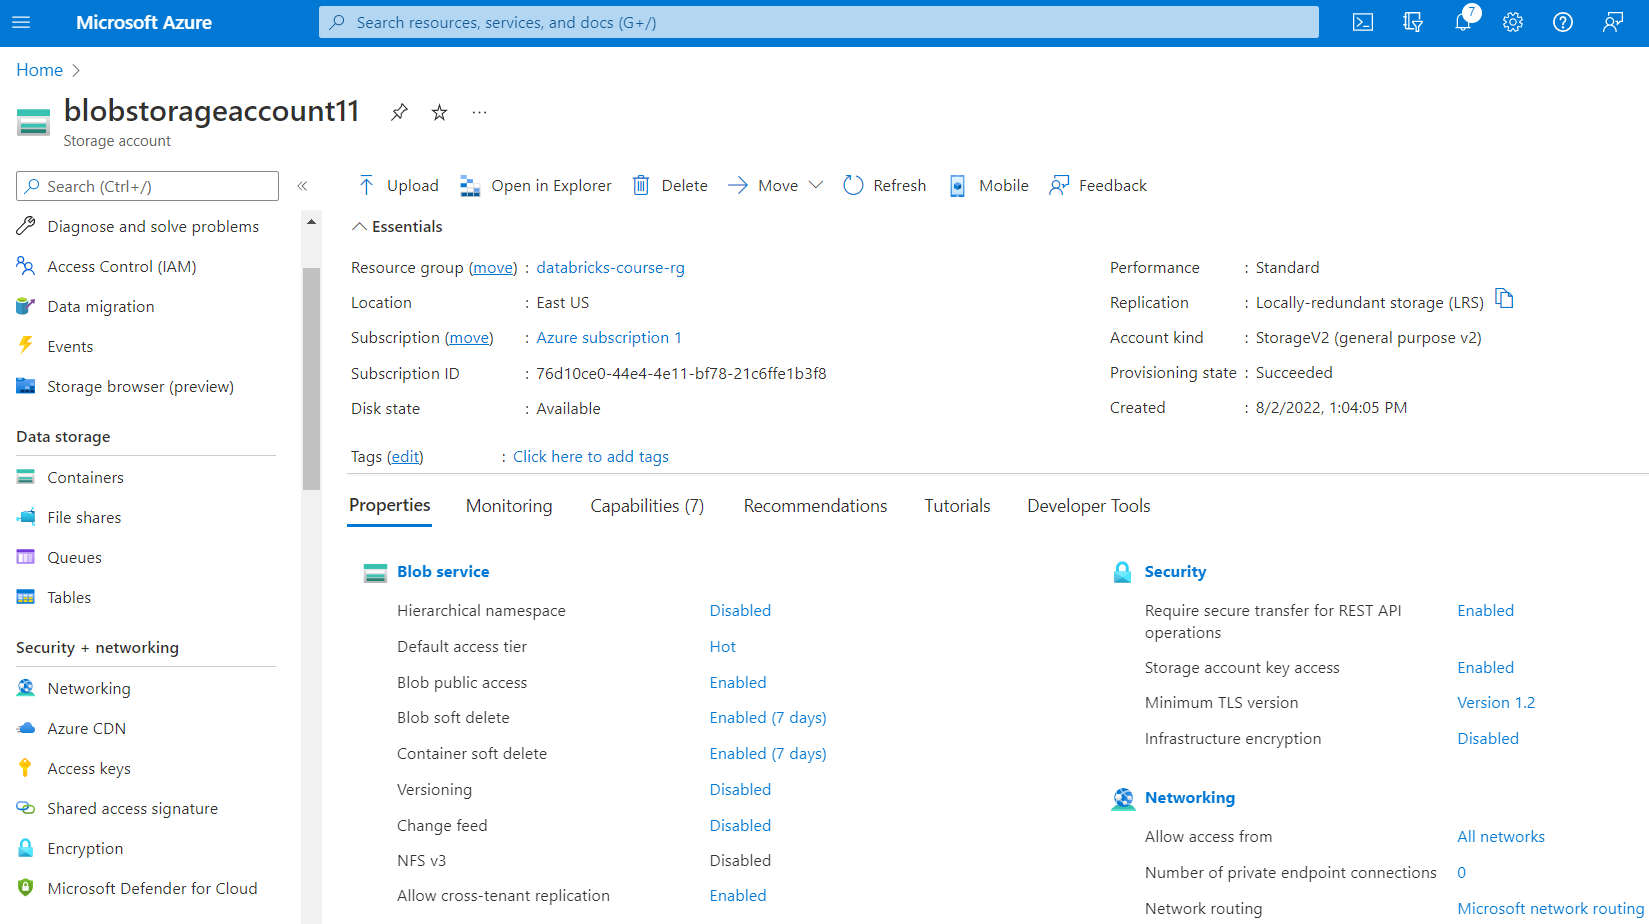 Microsoft Azure
Search resources, services, and docs (G+/)
7
Home
blobstorageaccount11
Storage account
Search (Ctrl+/)
«
Diagnose and solve problems
Access Control (IAM)
Data migration
Events
Storage browser (preview)
Data storage
Containers
File shares
Queues
Tables
Security + networking
Networking
Azure CDN
Access keys
Shared access signature
Encryption
Microsoft Defender for Cloud
Upload
Open in Explorer
Delete
Move
Refresh
Mobile
Feedback
Essentials
Resource group (move) : databricks-course-rg
Location : East US
Subscription (move) : Azure subscription 1
Subscription ID : 76d10ce0-44e4-4e11-bf78-21c6ffe1b3f8
Disk state : Available
Tags (edit) : Click here to add tags
Performance : Standard
Replication : Locally-redundant storage (LRS)
Account kind : StorageV2 (general purpose v2)
Provisioning state : Succeeded
Created : 8/2/2022, 1:04:05 PM
Properties
Monitoring
Capabilities (7)
Recommendations
Tutorials
Developer Tools
Blob service
Hierarchical namespace Disabled
Default access tier Hot
Blob public access Enabled
Blob soft delete Enabled (7 days)
Container soft delete Enabled (7 days)
Versioning Disabled
Change feed Disabled
NFS v3 Disabled
Allow cross-tenant replication Enabled
Security
Require secure transfer for REST API Enabled
operations
Storage account key access Enabled
Minimum TLS version Version 1.2
Infrastructure encryption Disabled
Networking
Allow access from All networks
Number of private endpoint connections 0
Network routing Microsoft network routing